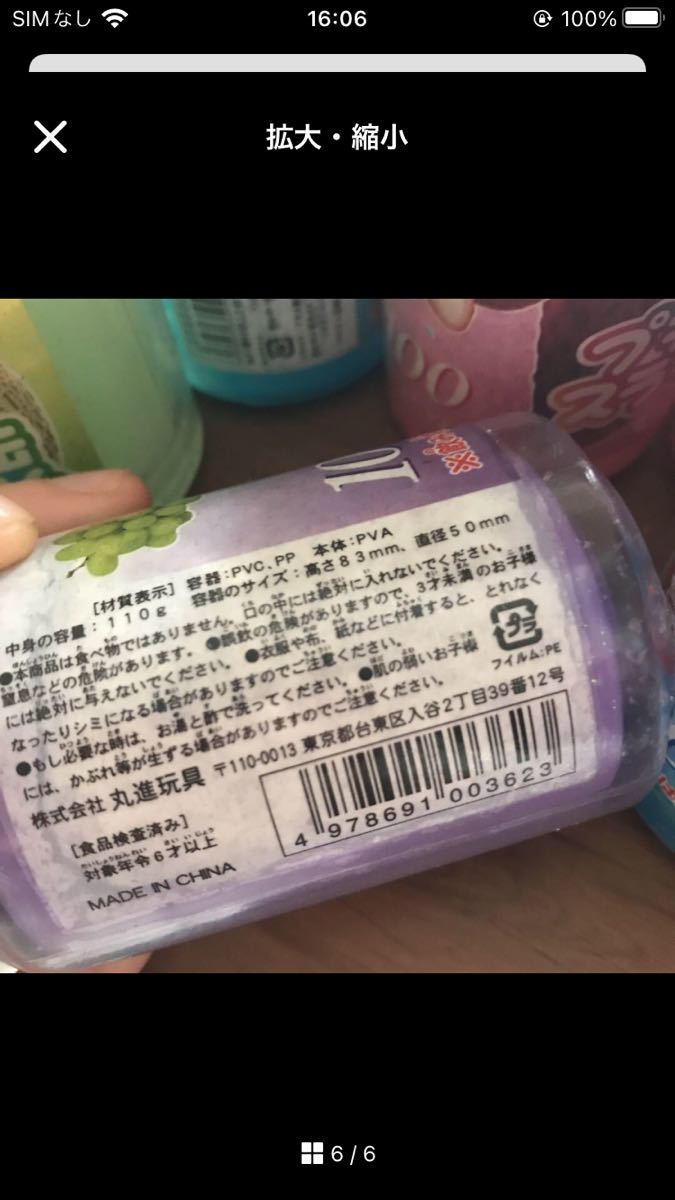 SIMなし
16:06
100%
拡大・縮小
OO
プ
ス
01
[材質表示] 容器:PVC、PP 本体:PVA
中身の容量:110g 容器のサイズ:高さ83mm、直径50mm
●本商品は食べ物ではありません。口の中には絶対に入れないでください。
窒息などの危険があります。●誤飲の危険がありますので、3才未満のお子様
には絶対に与えないでください。●衣服や布、紙などに付着すると、とれなく
なったりシミになる場合がありますのでご注意ください。
●もし必要な時は、お湯と酢で洗ってください。●肌の弱いお子様
には、かぶれ等が生ずる場合がありますのでご注意ください。
プラ
フイルム:PE
株式会社 丸進玩具 〒110-0013 東京都台東区入谷2丁目39番12号
4 978691 003623
[食品検査済み]
対象年令6才以上
MADE IN CHINA
6 / 6